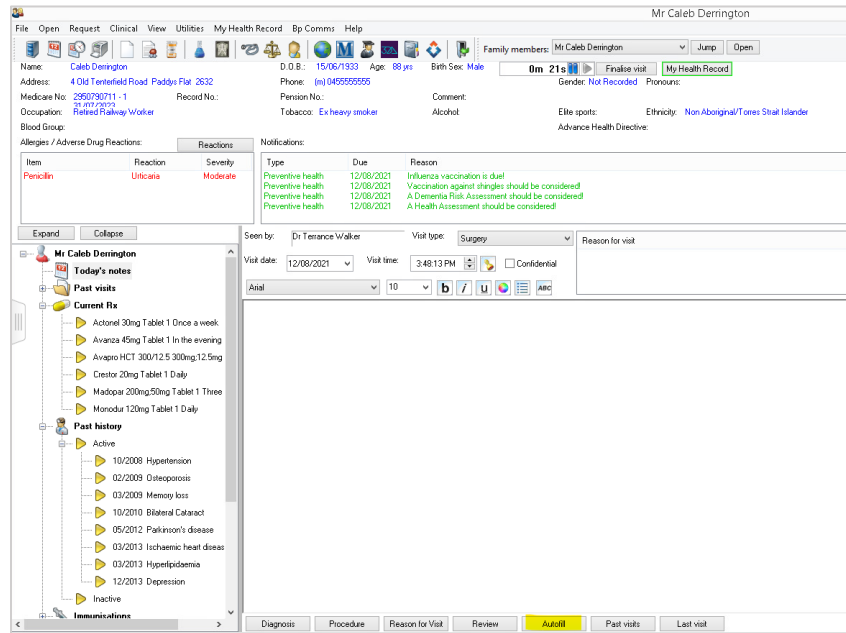 Mr Caleb Derrington
File Open Request Clinical View Utilities My Health Record Bp Comms Help
Family members: Mr Caleb Derrington Jump Open
Name: Caleb Derrington D.O.B.: 15/06/1933 Age: 88 yrs Birth Sex: Male 0m 21s Finalise visit My Health Record
Address: 4 Old Tenterfield Road Paddys Flat 2632 Phone: (m) 0455555555 Gender: Not Recorded Pronouns:
Medicare No: 2950790711 - 1 Record No.: Pension No.: Comment:
31/07/2023
Occupation: Retired Railway Worker Tobacco: Ex heavy smoker Alcohol: Elite sports: Ethnicity: Non Aboriginal/Torres Strait Islander
Blood Group: Advance Health Directive:
Allergies / Adverse Drug Reactions: Reactions Notifications:
Item Reaction Severity Type Due Reason
Penicillin Urticaria Moderate Preventive health 12/08/2021 Influenza vaccination is due!
Preventive health 12/08/2021 Vaccination against shingles should be considered!
Preventive health 12/08/2021 A Dementia Risk Assessment should be considered!
Preventive health 12/08/2021 A Health Assessment should be considered!
Expand Collapse Seen by: Dr Terrance Walker Visit type: Surgery Reason for visit
Mr Caleb Derrington
Visit date: 12/08/2021 Visit time: 3:48:13 PM Confidential
Today's notes
Past visits Arial 10 b i u ABC
Current Rx
Actonel 30mg Tablet 1 Once a week
Avanza 45mg Tablet 1 In the evening
Avapro HCT 300/12.5 300mg;12.5mg
Crestor 20mg Tablet 1 Daily
Madopar 200mg;50mg Tablet 1 Three
Monodur 120mg Tablet 1 Daily
Past history
Active
10/2008 Hypertension
02/2009 Osteoporosis
03/2009 Memory loss
10/2010 Bilateral Cataract
05/2012 Parkinson's disease
03/2013 Ischaemic heart diseas
03/2013 Hyperlipidaemia
12/2013 Depression
Inactive
Immunisations
Diagnosis Procedure Reason for Visit Review Autofill Past visits Last visit